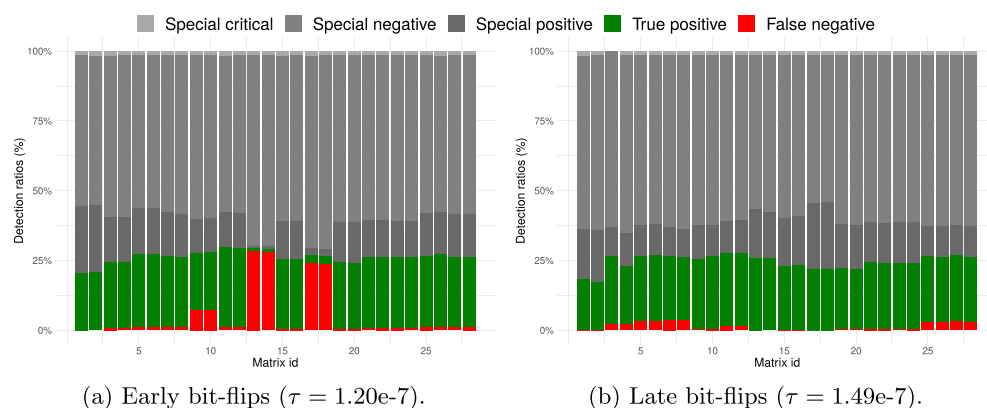 Special critical Special negative Special positive True positive False negative
100%
75%
50%
25%
0%
Detection ratios (%)
5 10 15 20 25
Matrix id
(a) Early bit-flips (τ = 1.20e-7).
100%
75%
50%
25%
0%
Detection ratios (%)
5 10 15 20 25
Matrix id
(b) Late bit-flips (τ = 1.49e-7).